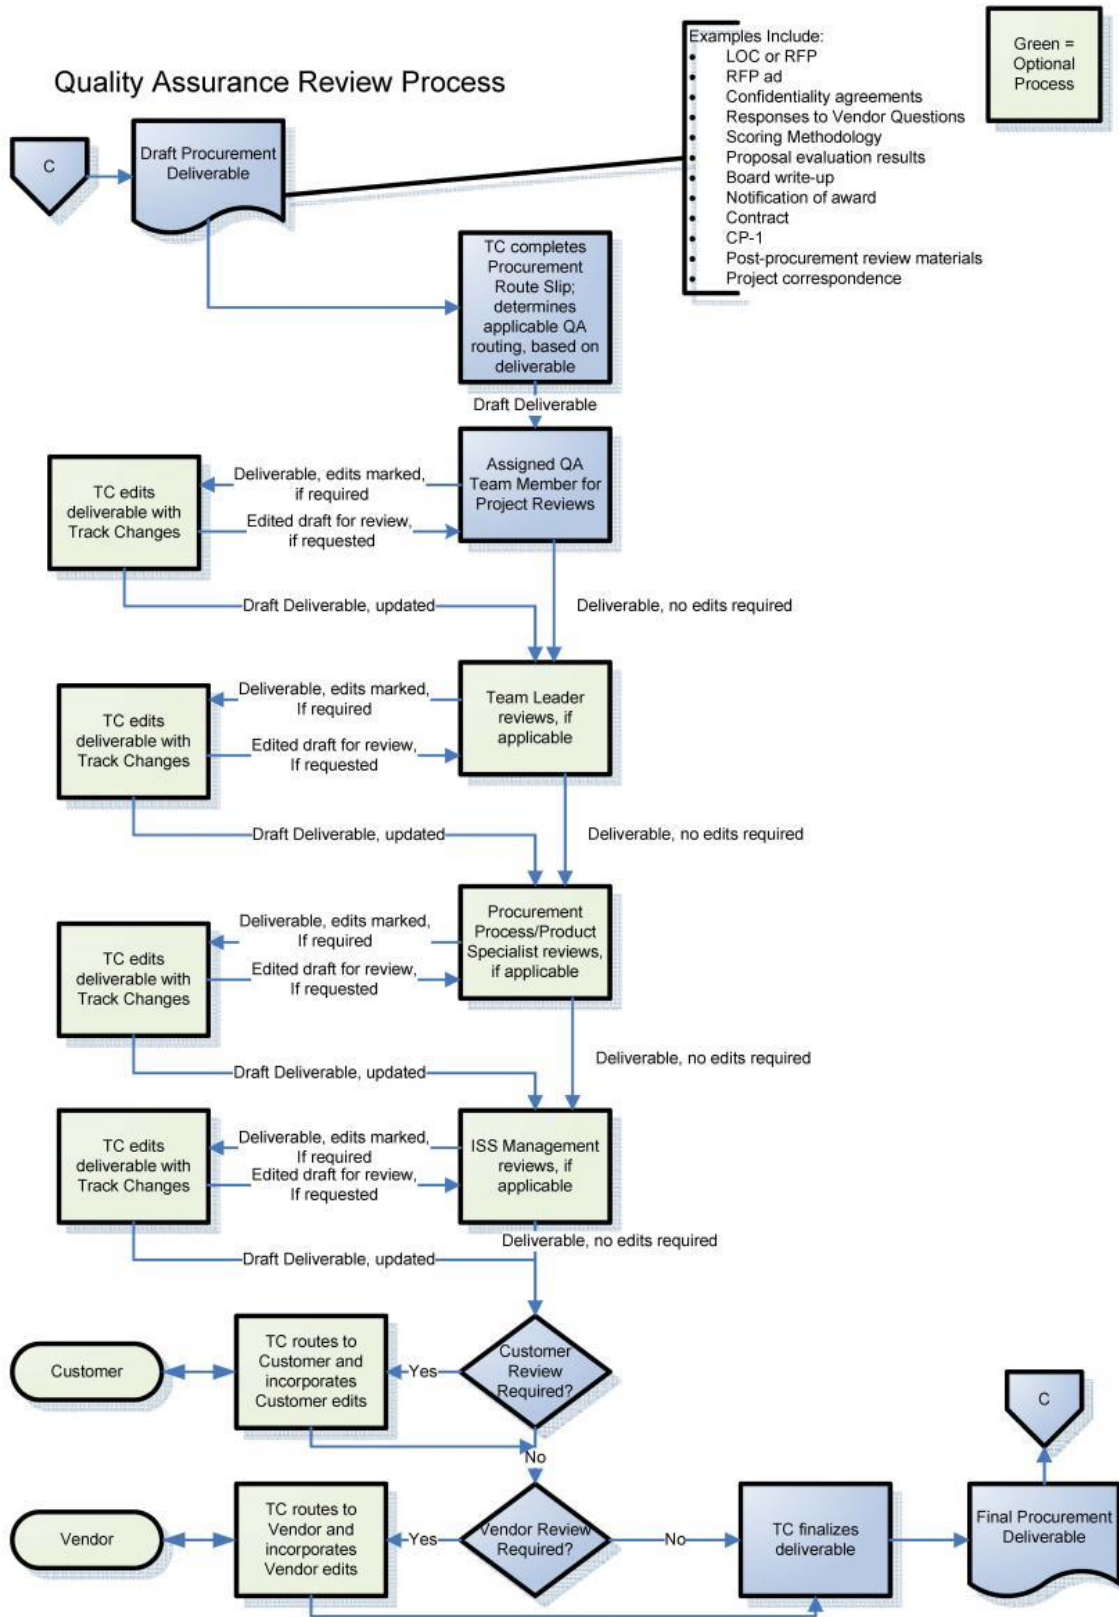 Quality Assurance Review Process
Examples Include:
• LOC or RFP
• RFP ad
• Confidentiality agreements
• Responses to Vendor Questions
• Scoring Methodology
• Proposal evaluation results
• Board write-up
• Notification of award
• Contract
• CP-1
• Post-procurement review materials
• Project correspondence
Green =
Optional
Process
C
Draft Procurement
Deliverable
TC completes
Procurement
Route Slip;
determines
applicable QA
routing, based on
deliverable
Draft Deliverable
Assigned QA
Team Member for
Project Reviews
Deliverable, edits marked,
if required
Edited draft for review,
if requested
TC edits
deliverable with
Track Changes
Draft Deliverable, updated
Deliverable, no edits required
Team Leader
reviews, if
applicable
Deliverable, edits marked,
If required
Edited draft for review,
If requested
TC edits
deliverable with
Track Changes
Draft Deliverable, updated
Deliverable, no edits required
Procurement
Process/Product
Specialist reviews,
if applicable
Deliverable, edits marked,
If required
Edited draft for review,
If requested
TC edits
deliverable with
Track Changes
Draft Deliverable, updated
Deliverable, no edits required
ISS Management
reviews, if
applicable
Deliverable, edits marked,
If required
Edited draft for review,
If requested
TC edits
deliverable with
Track Changes
Draft Deliverable, updated
Deliverable, no edits required
Customer
Review
Required?
Yes
TC routes to
Customer and
incorporates
Customer edits
Customer
No
Vendor Review
Required?
Yes
TC routes to
Vendor and
incorporates
Vendor edits
Vendor
No
TC finalizes
deliverable
Final Procurement
Deliverable
C